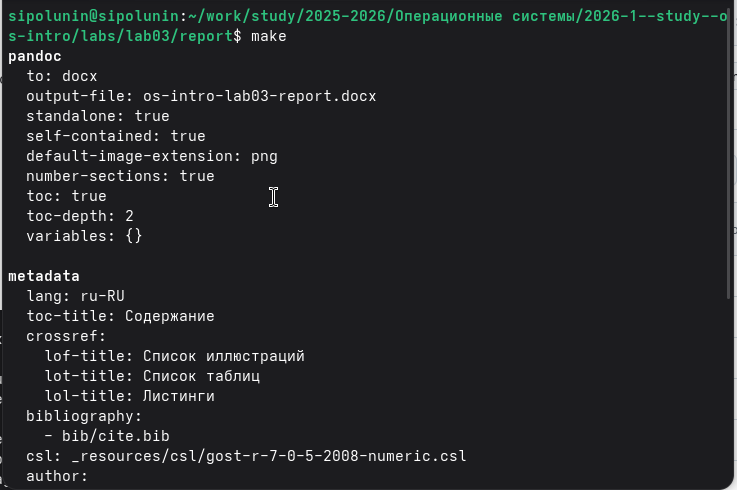 sipolunin@sipolunin:~/work/study/2025-2026/Операционные системы/2026-1--study--o
s-intro/labs/lab03/report$ make
pandoc
  to: docx
  output-file: os-intro-lab03-report.docx
  standalone: true
  self-contained: true
  default-image-extension: png
  number-sections: true
  toc: true
  toc-depth: 2
  variables: {}

metadata
  lang: ru-RU
  toc-title: Содержание
  crossref:
    lof-title: Список иллюстраций
    lot-title: Список таблиц
    lol-title: Листинги
  bibliography:
    - bib/cite.bib
  csl: _resources/csl/gost-r-7-0-5-2008-numeric.csl
  author: